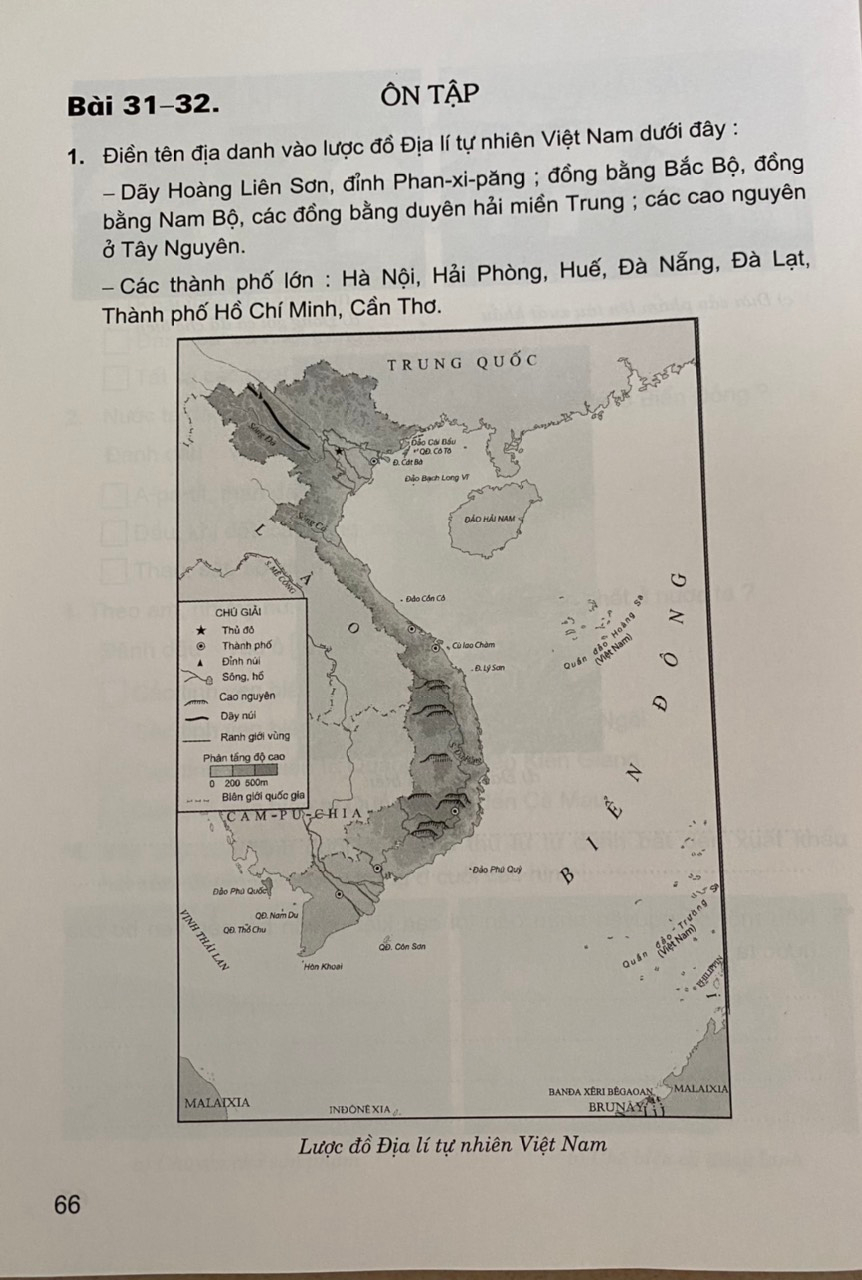 Bài 31–32.
ÔN TẬP
1. Điền tên địa danh vào lược đồ Địa lí tự nhiên Việt Nam dưới đây :
– Dãy Hoàng Liên Sơn, đỉnh Phan-xi-păng ; đồng bằng Bắc Bộ, đồng
bằng Nam Bộ, các đồng bằng duyên hải miền Trung ; các cao nguyên
ở Tây Nguyên.
– Các thành phố lớn : Hà Nội, Hải Phòng, Huế, Đà Nẵng, Đà Lạt,
Thành phố Hồ Chí Minh, Cần Thơ.
TRUNG QUỐC
Sông Đà
Đảo Cái Bầu
QĐ. Cô Tô
Đ. Cát Bà
Đảo Bạch Long Vĩ
ĐẢO HẢI NAM
Sông Cả
LÀO
S. MÊ CÔNG
Đảo Cồn Cỏ
Cù lao Chàm
Đ. Lý Sơn
Quần đảo Hoàng Sa
(Việt Nam)
BIỂN ĐÔNG
CHÚ GIẢI
Thủ đô
Thành phố
Đỉnh núi
Sông, hồ
Cao nguyên
Dãy núi
Ranh giới vùng
Phân tầng độ cao
0 200 500m
Biên giới quốc gia
CAM-PU-CHIA
Đảo Phú Quý
Đảo Phú Quốc
QĐ. Nam Du
QĐ. Thổ Chu
QĐ. Côn Sơn
Hòn Khoai
VỊNH THÁI LAN
Quần đảo Trường Sa
(Việt Nam)
MALAIXIA
INĐÔNÊXIA
BANĐA XÊRI BÊGAOAN
BRUNÂY
MALAIXIA
Lược đồ Địa lí tự nhiên Việt Nam
66